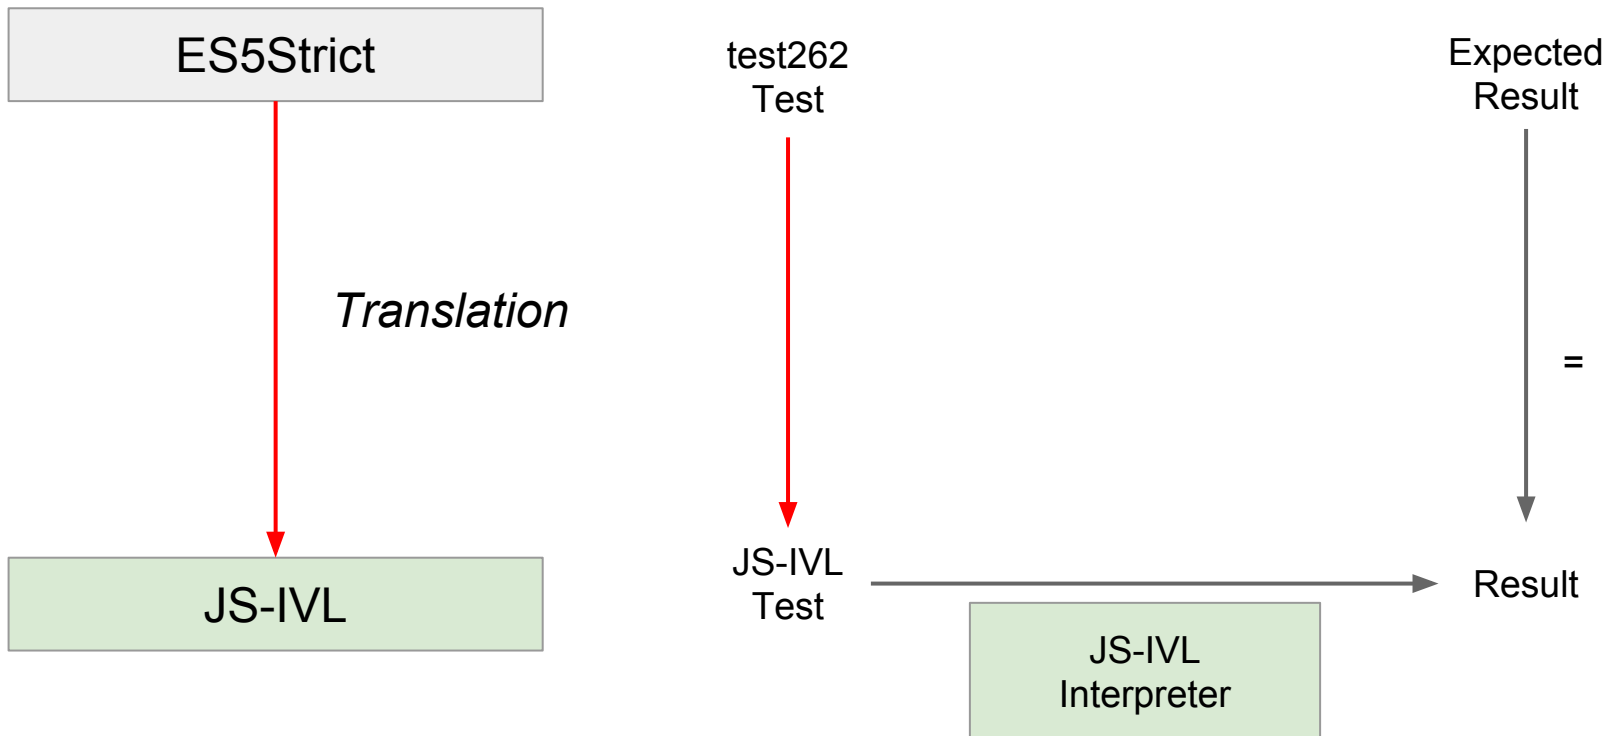 ES5Strict
test262
Test
Expected
Result
Translation
=
JS-IVL
JS-IVL
Test
Result
JS-IVL
Interpreter